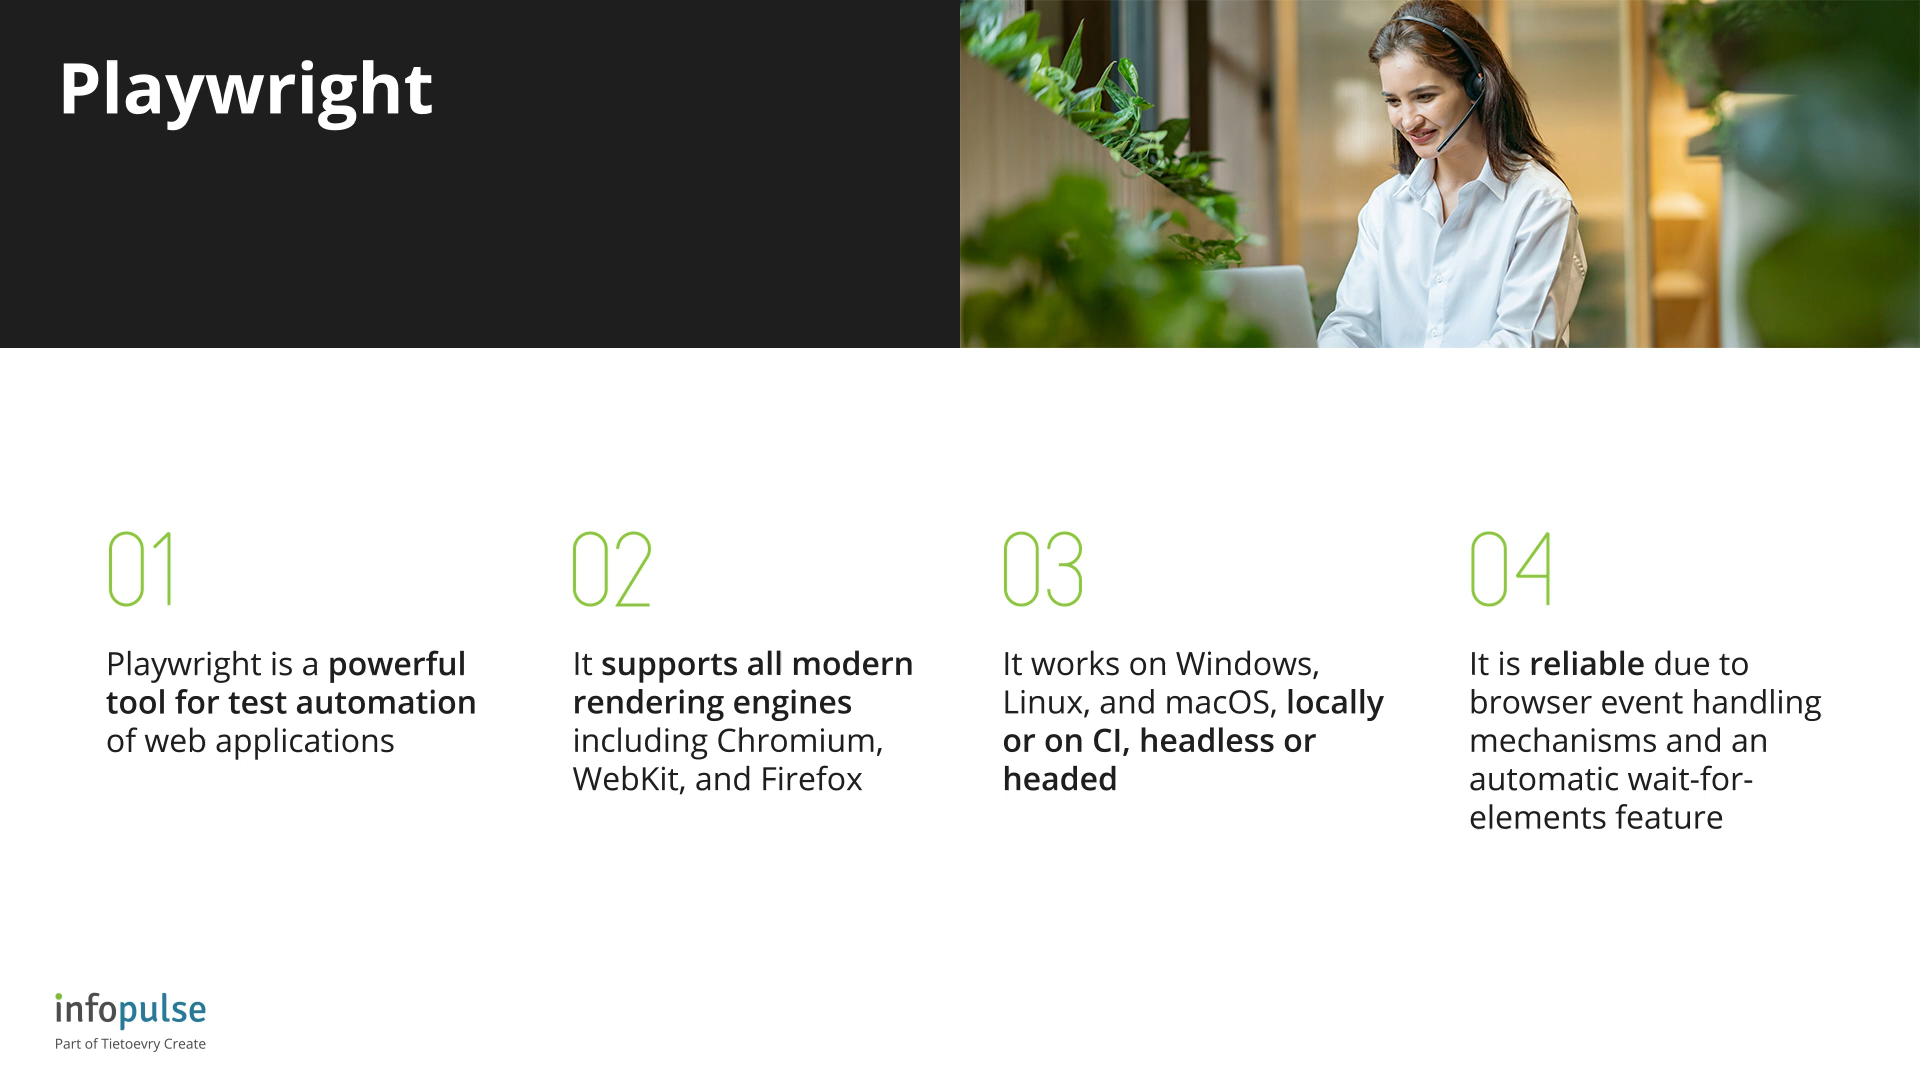 Playwright
01
Playwright is a powerful
tool for test automation
of web applications
02
It supports all modern
rendering engines
including Chromium,
WebKit, and Firefox
03
It works on Windows,
Linux, and macOS, locally
or on CI, headless or
headed
04
It is reliable due to
browser event handling
mechanisms and an
automatic wait-for-
elements feature
infopulse
Part of Tietoevry Create